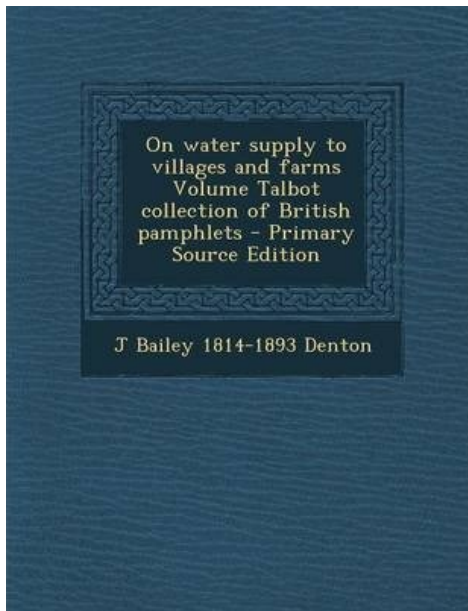 On water supply to
villages and farms
Volume Talbot
collection of British
pamphlets - Primary
Source Edition
J Bailey 1814-1893 Denton